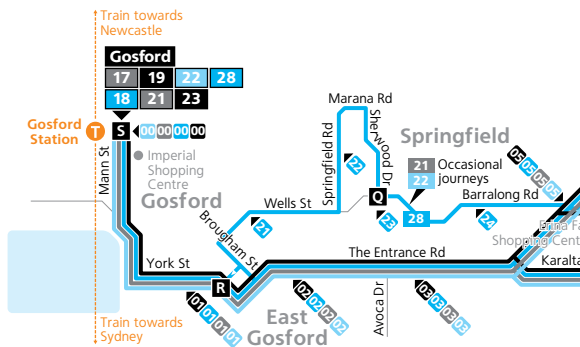 Train towards
Newcastle
Gosford
17 19 22 28
18 21 23
Gosford
Station
T
S
00 00 00 00
Mann St
Imperial
Shopping
Centre
Gosford
Marana Rd
Springfield Rd
Sherwood Dr
22
Springfield
21
22
Occasional
journeys
05 05 05 05
Q
Wells St
Barralong Rd
21
23
28
24
Brougham St
Shopping
York St
The Entrance Rd
R
01 01 01 01
02 02 02 02
Avoca Dr
03 03 03 03
East
Gosford
Train towards
Sydney